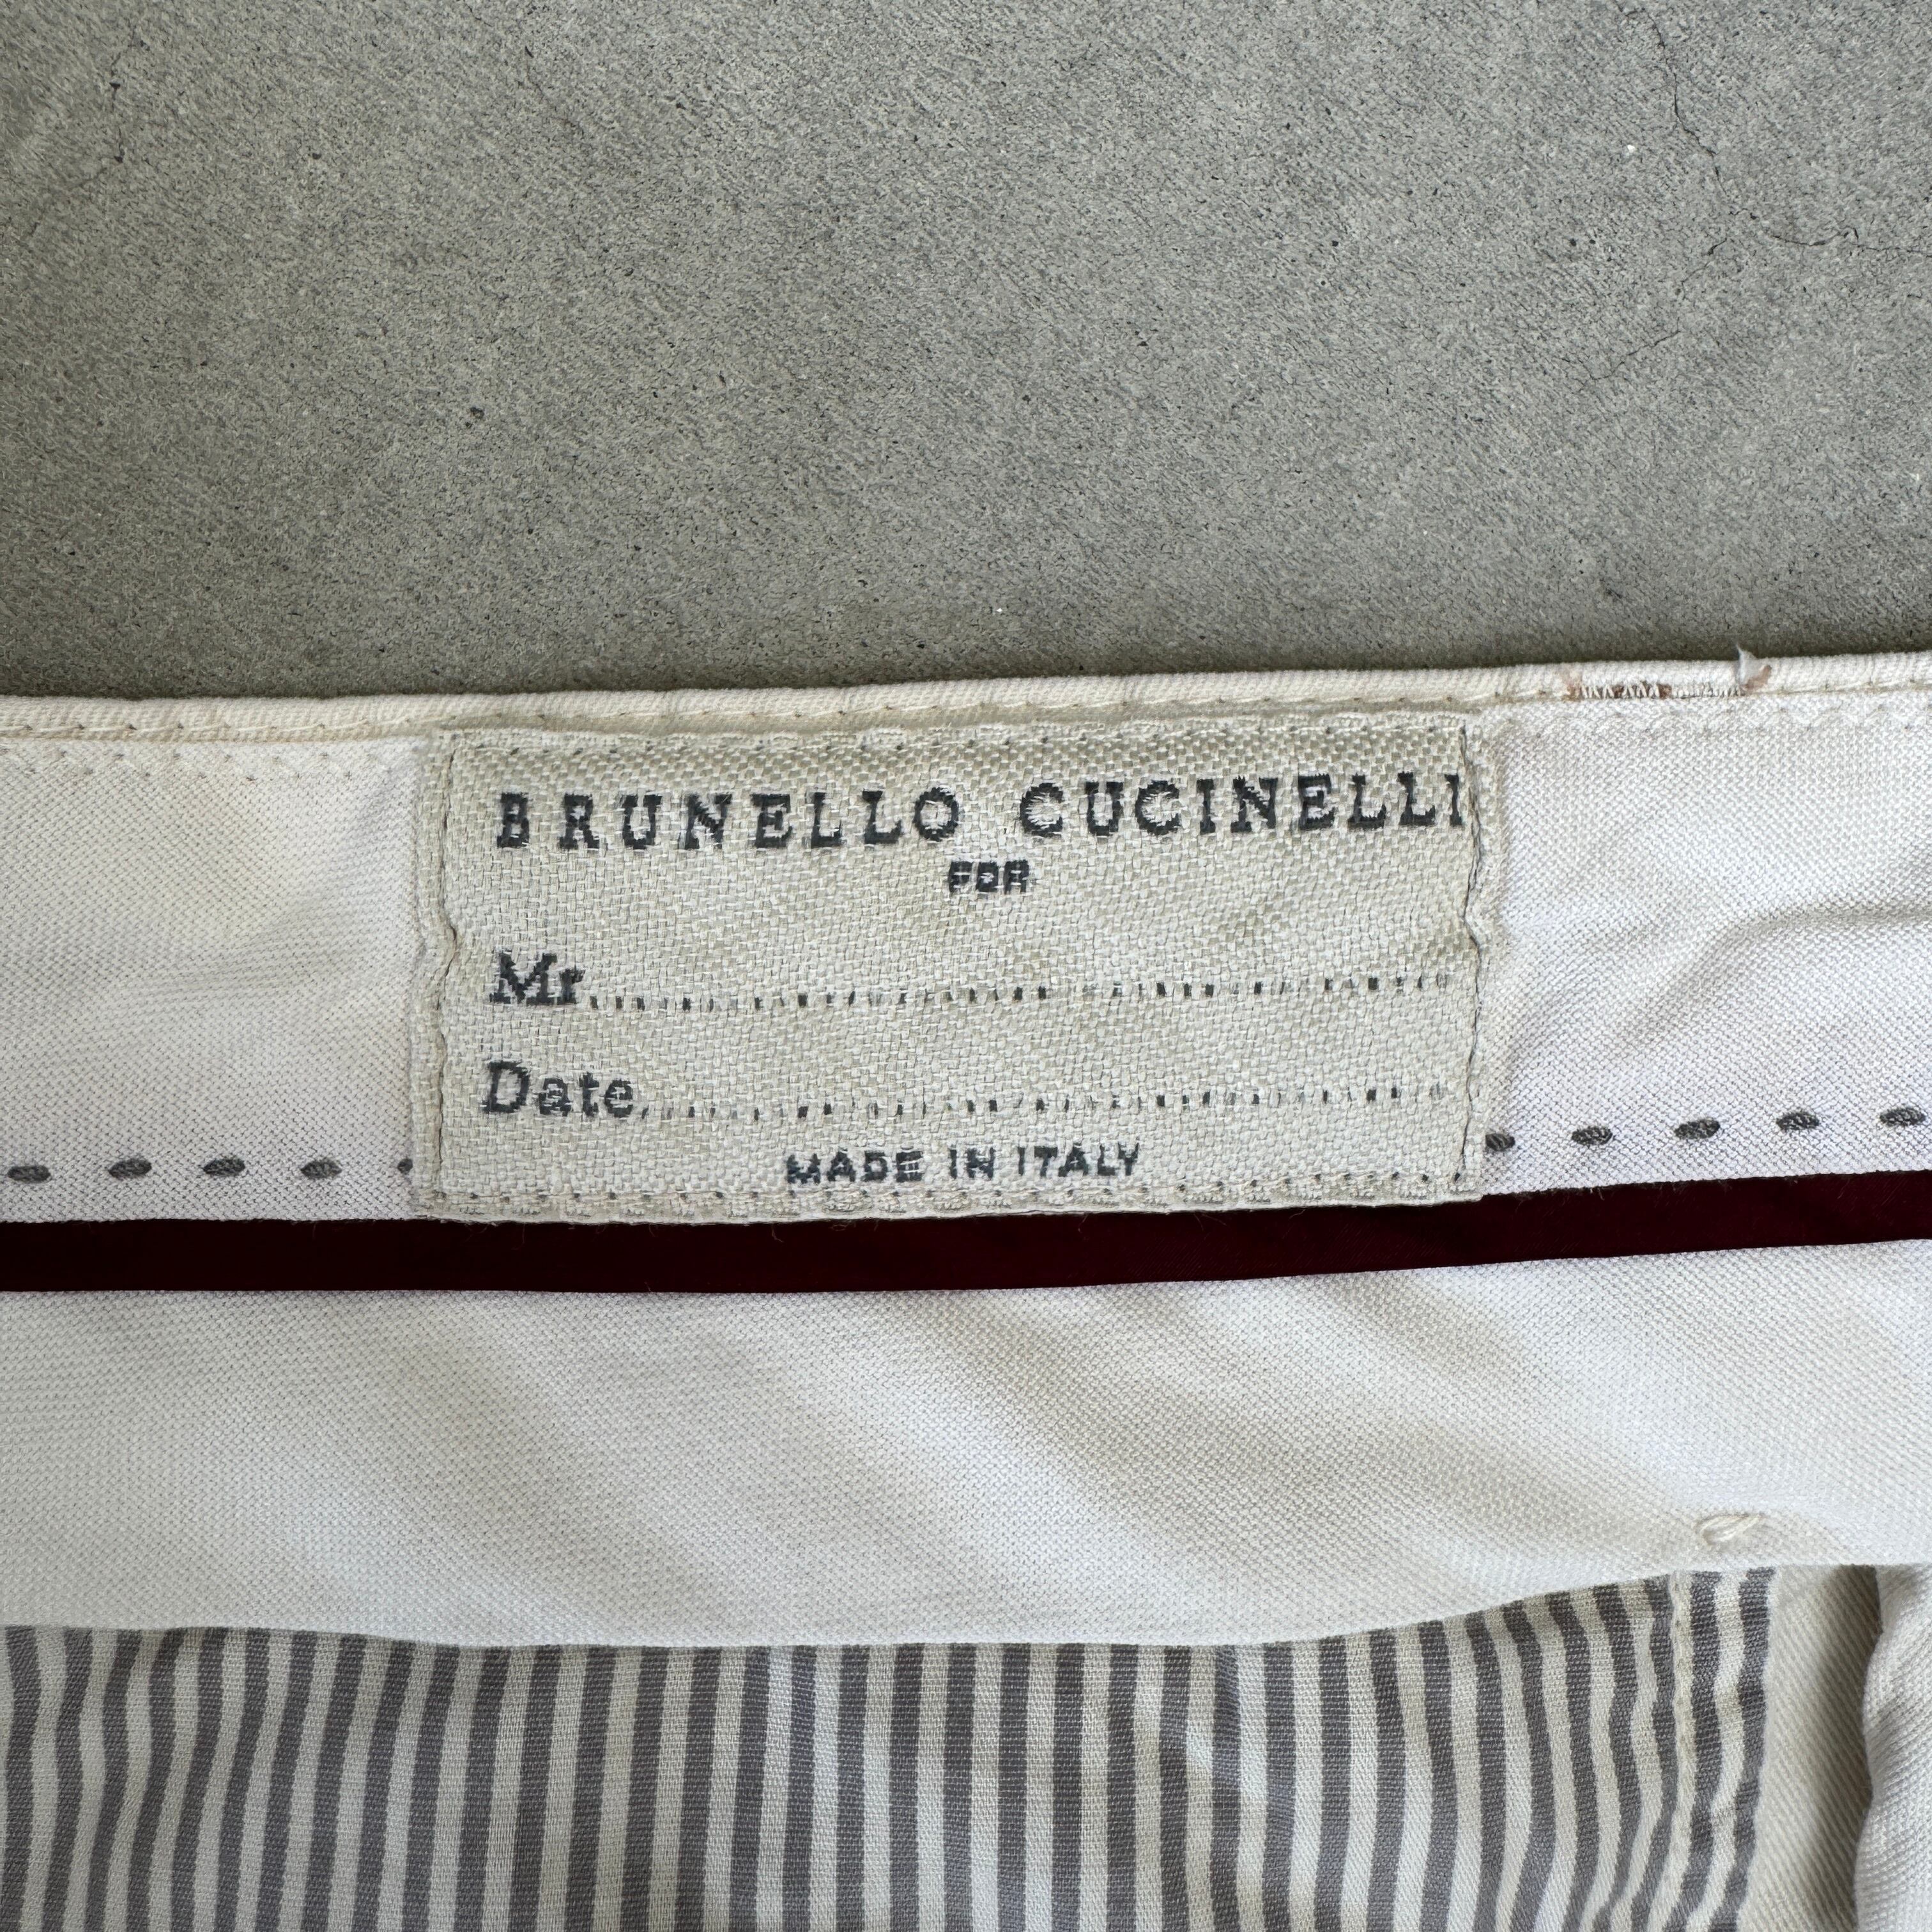 BRUNELLO CUCINELLI
FOR
Mr..............................
Date..............................
MADE IN ITALY